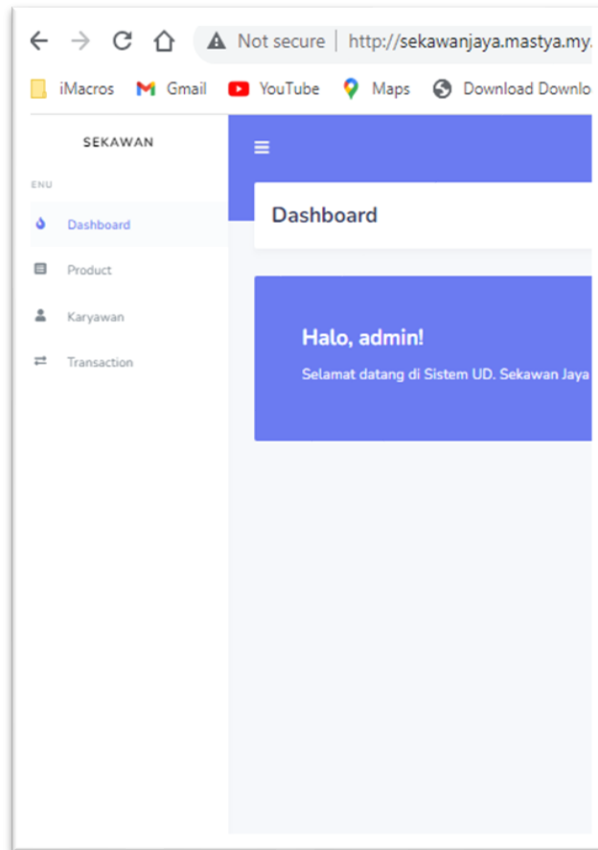 Not secure | http://sekawanjaya.mastya.my.
iMacros Gmail YouTube Maps Download Downlo
SEKAWAN
ENU
Dashboard
Dashboard
Product
Karyawan
Transaction
Halo, admin!
Selamat datang di Sistem UD. Sekawan Jaya